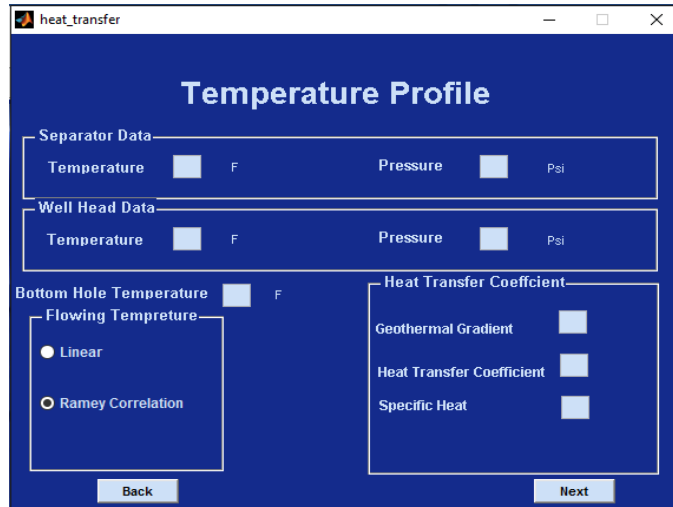 heat_transfer
Temperature Profile
Separator Data
Temperature F Pressure Psi
Well Head Data
Temperature F Pressure Psi
Bottom Hole Temperature F
Flowing Tempreture
Linear
Ramey Correlation
Heat Transfer Coeffcient
Geothermal Gradient
Heat Transfer Coefficient
Specific Heat
Back Next